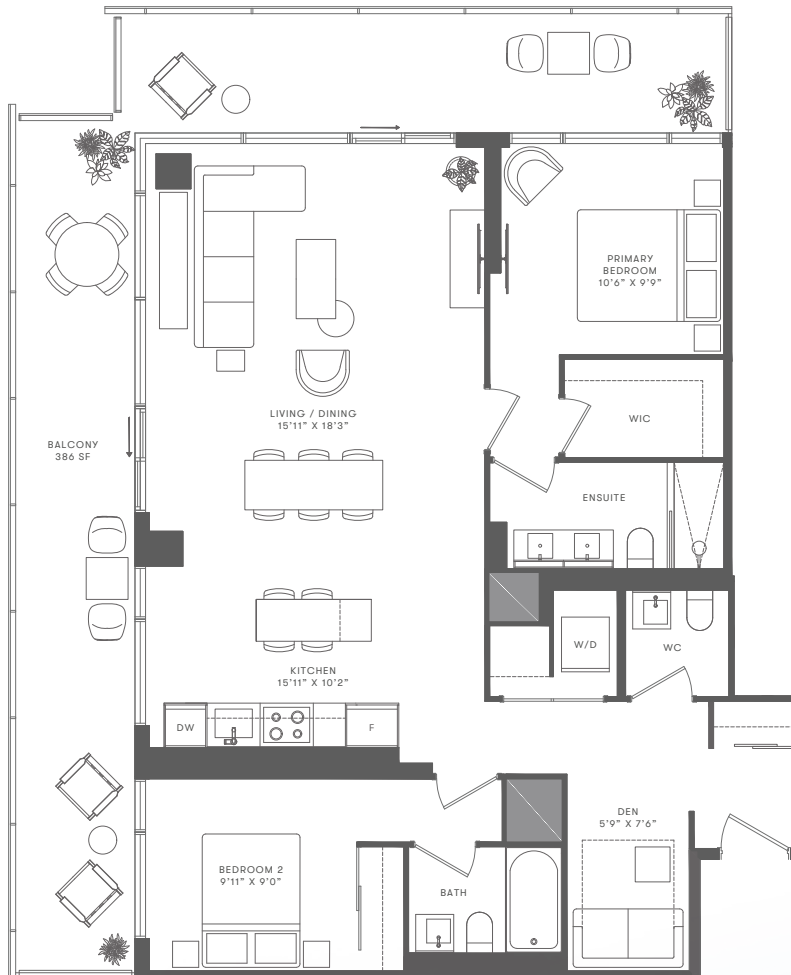 PRIMARY
BEDROOM
10'6" X 9'9"
LIVING / DINING
15'11" X 18'3"
WIC
BALCONY
386 SF
ENSUITE
W/D
WC
KITCHEN
15'11" X 10'2"
DW
F
DEN
5'9" X 7'6"
BEDROOM 2
9'11" X 9'0"
BATH